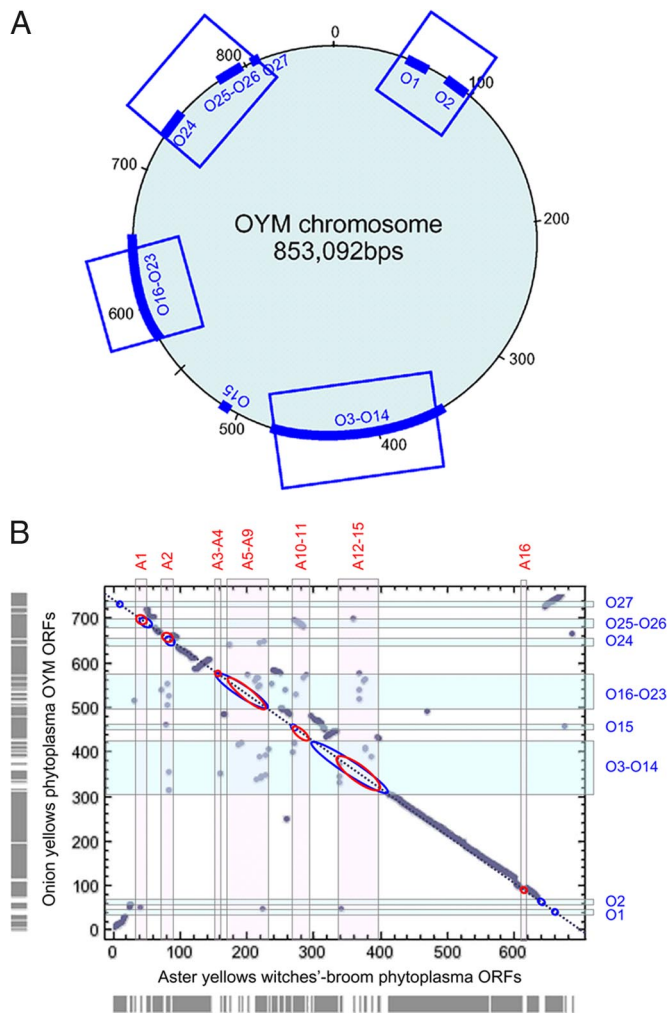 A
0
800
O27
O25-O26
O24
O1
O2
100
700
200
OYM chromosome
853,092bps
O16-O23
600
300
O15
O3-O14
500
400
B
A1
A2
A3-A4
A5-A9
A10-11
A12-15
A16
Onion yellows phytoplasma OYM ORFs
700
600
500
400
300
200
100
0
O27
O25-O26
O24
O16-O23
O15
O3-O14
O2
O1
0 100 200 300 400 500 600
Aster yellows witches'-broom phytoplasma ORFs